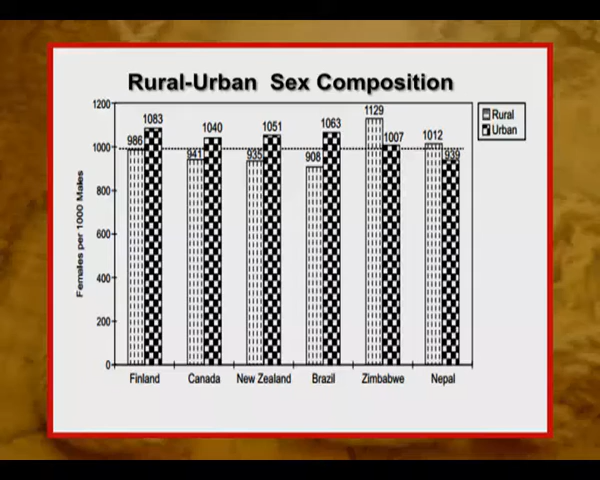 Rural-Urban Sex Composition
Females per 1000 Males
1200
1000
800
600
400
200
0
986
1083
941
1040
935
1051
908
1063
1129
1007
1012
939
Rural
Urban
Finland
Canada
New Zealand
Brazil
Zimbabwe
Nepal